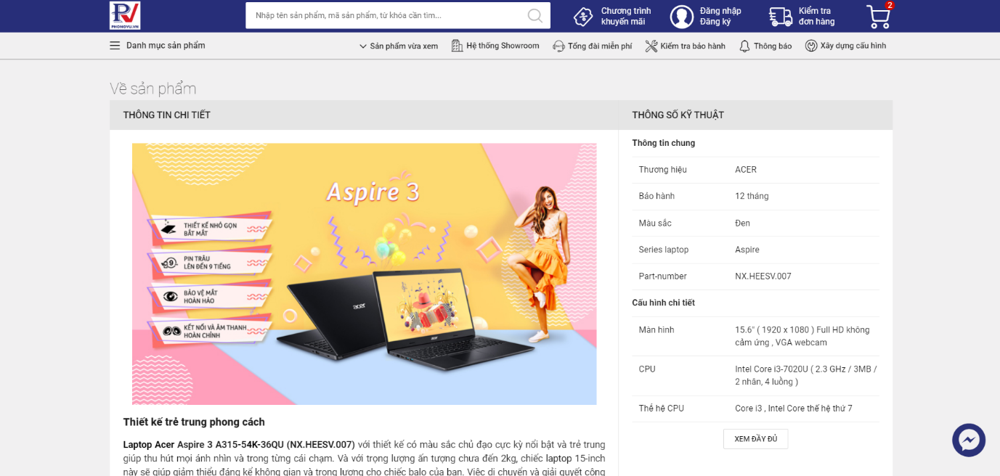 PV
PHONGVU.VN
Nhập tên sản phẩm, mã sản phẩm, từ khóa cần tìm...
Chương trình
khuyến mãi
Đăng nhập
Đăng ký
Kiểm tra
đơn hàng
2
Danh mục sản phẩm
Sản phẩm vừa xem
Hệ thống Showroom
Tổng đài miễn phí
Kiểm tra bảo hành
Thông báo
Xây dựng cấu hình
Về sản phẩm
THÔNG TIN CHI TIẾT
Aspire 3
THIẾT KẾ NHỎ GỌN
BẮT MẮT
9
PIN TRÂU
LÊN ĐẾN 9 TIẾNG
BẢO VỆ MẮT
HOÀN HẢO
KẾT NỐI VÀ ÂM THANH
HOÀN CHỈNH
acer
Thiết kế trẻ trung phong cách
Laptop Acer Aspire 3 A315-54K-36QU (NX.HEESV.007) với thiết kế có màu sắc chủ đạo cực kỳ nổi bật và trẻ trung
giúp thu hút mọi ánh nhìn và trong từng cái chạm. Và với trọng lượng ấn tượng chưa đến 2kg, chiếc laptop 15-inch
này sẽ giúp giảm thiểu đáng kể không gian và trọng lượng cho chiếc balo của bạn. Việc di chuyển và giải quyết công
THÔNG SỐ KỸ THUẬT
Thông tin chung
Thương hiệu ACER
Bảo hành 12 tháng
Màu sắc Đen
Series laptop Aspire
Part-number NX.HEESV.007
Cấu hình chi tiết
Màn hình 15.6" ( 1920 x 1080 ) Full HD không
cảm ứng , VGA webcam
CPU Intel Core i3-7020U ( 2.3 GHz / 3MB /
2 nhân, 4 luồng )
Thế hệ CPU Core i3 , Intel Core thế hệ thứ 7
XEM ĐẦY ĐỦ